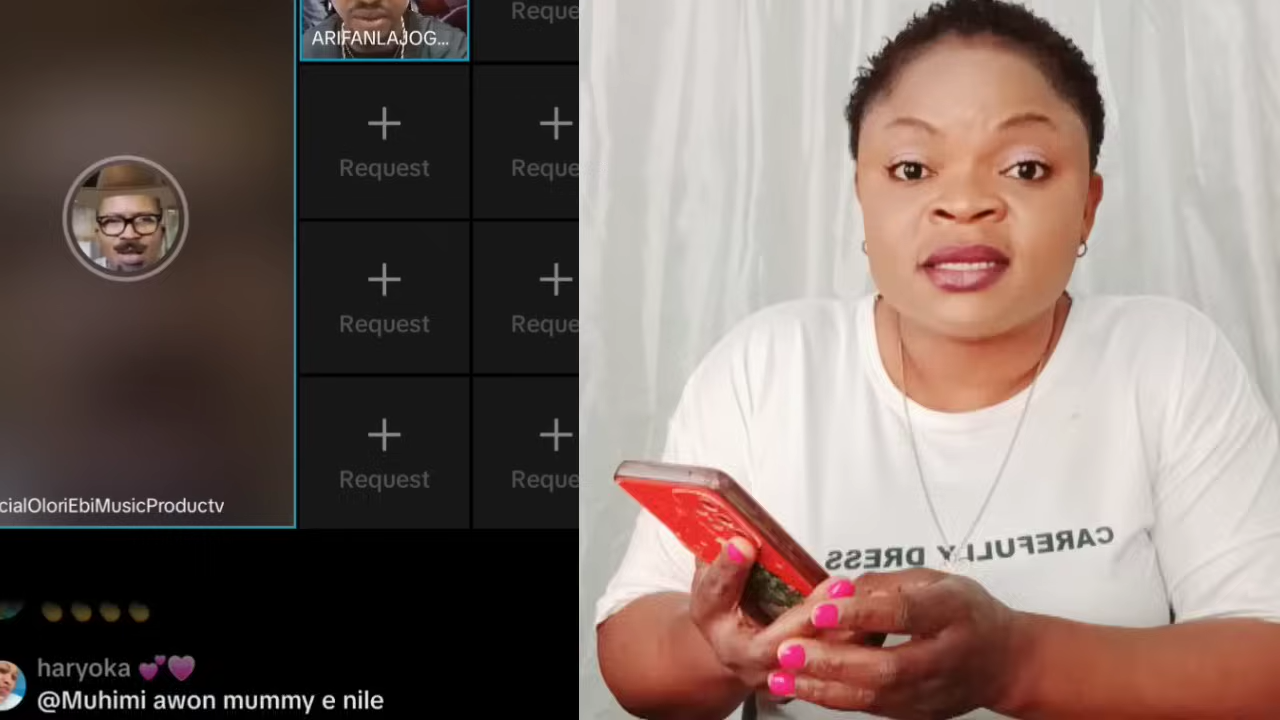 ARIFANLAJOG...
Reque
Request
Reque
Request
Reque
Request
Reque
cialOloriEbiMusicProductv
haryoka 💕💜
@Muhimi awon mummy e nile
CAREFULLY DRESS